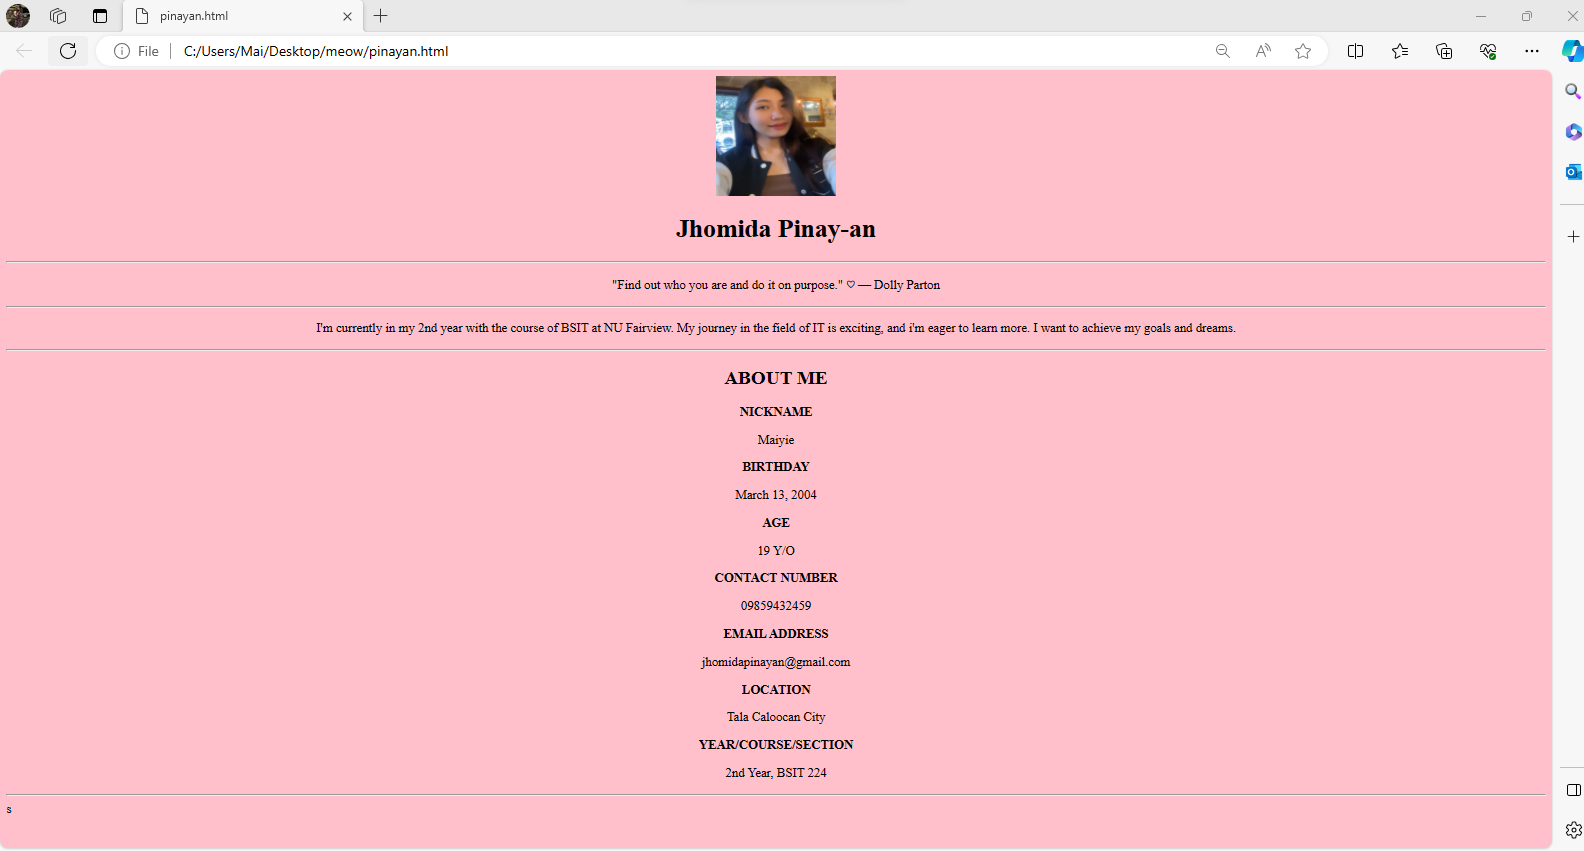 pinayan.html
File
C:/Users/Mai/Desktop/meow/pinayan.html
Jhomida Pinay-an
"Find out who you are and do it on purpose." ♡ — Dolly Parton
I'm currently in my 2nd year with the course of BSIT at NU Fairview. My journey in the field of IT is exciting, and i'm eager to learn more. I want to achieve my goals and dreams.
ABOUT ME
NICKNAME
Maiyie
BIRTHDAY
March 13, 2004
AGE
19 Y/O
CONTACT NUMBER
09859432459
EMAIL ADDRESS
jhomidapinayan@gmail.com
LOCATION
Tala Caloocan City
YEAR/COURSE/SECTION
2nd Year, BSIT 224
s